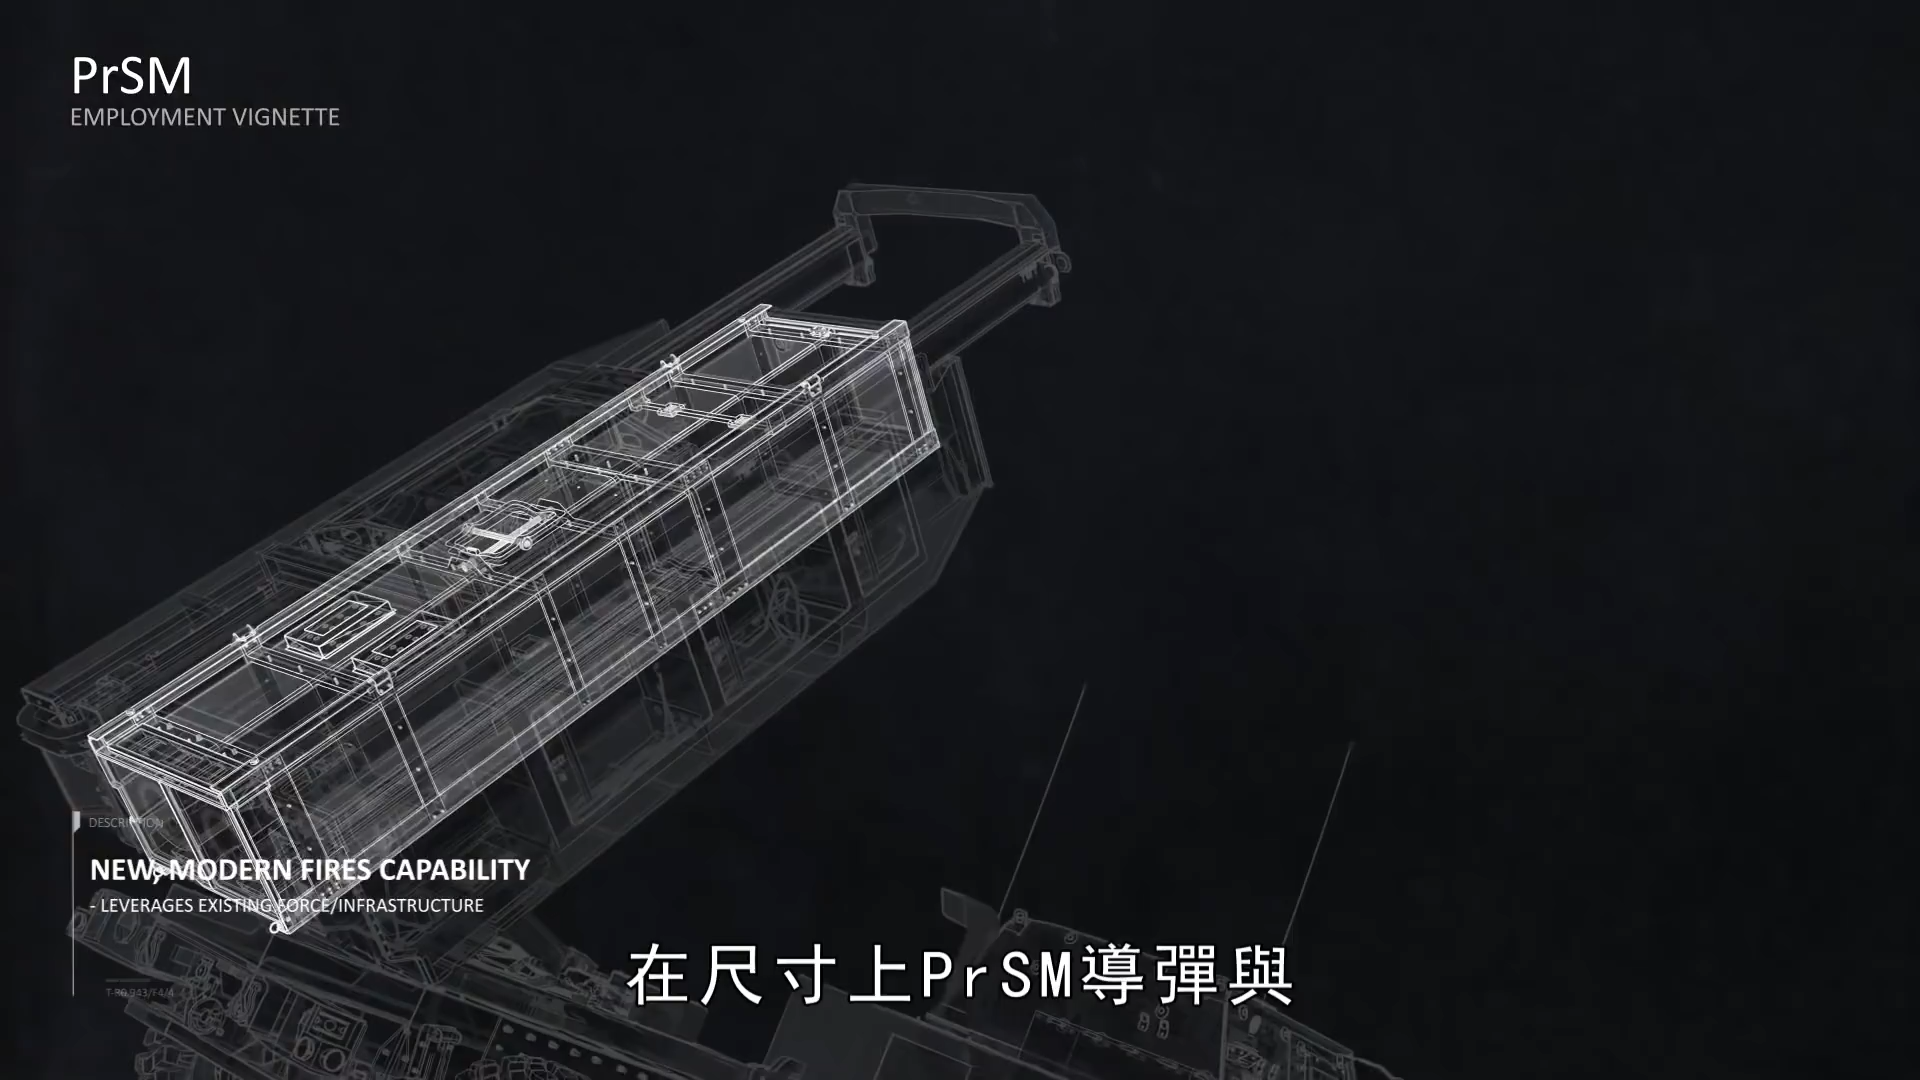 PrSM
EMPLOYMENT VIGNETTE
DESCRIPTION
NEW, MODERN FIRES CAPABILITY
- LEVERAGES EXISTING FORCE/INFRASTRUCTURE
在尺寸上PrSM導彈與